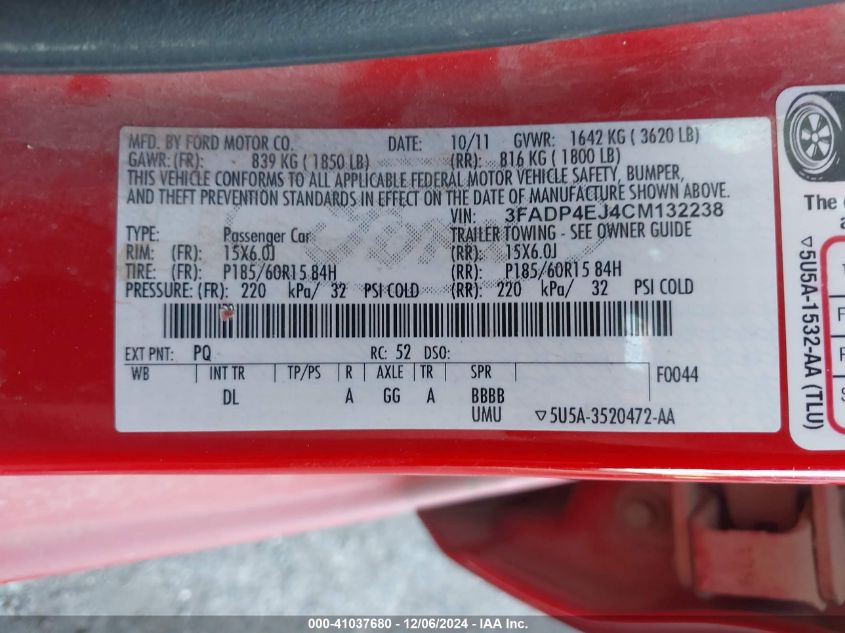 MFD. BY FORD MOTOR CO. DATE: 10/11 GVWR: 1642 KG ( 3620 LB)
GAWR: (FR): 839 KG ( 1850 LB) (RR): 816 KG ( 1800 LB)
THIS VEHICLE CONFORMS TO ALL APPLICABLE FEDERAL MOTOR VEHICLE SAFETY, BUMPER,
AND THEFT PREVENTION STANDARDS IN EFFECT ON THE DATE OF MANUFACTURE SHOWN ABOVE.
VIN: 3FADP4EJ4CM132238
TYPE: Passenger Car TRAILER TOWING - SEE OWNER GUIDE
RIM: (FR): 15X6.0J (RR): 15X6.0J
TIRE: (FR): P185/60R15 84H (RR): P185/60R15 84H
PRESSURE: (FR): 220 kPa/ 32 PSI COLD (RR): 220 kPa/ 32 PSI COLD
EXT PNT: PQ RC: 52 DSO:
WB INT TR TP/PS R AXLE TR SPR F0044
DL A GG A BBBB
UMU ▽5U5A-3520472-AA
The
▽5U5A-1532-AA (TLU)
000-41037680 - 12/06/2024 - IAA Inc.